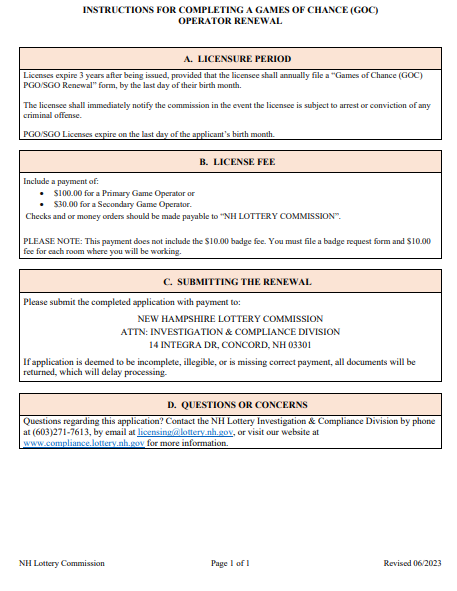 INSTRUCTIONS FOR COMPLETING A GAMES OF CHANCE (GOC)
OPERATOR RENEWAL
A. LICENSURE PERIOD
Licenses expire 3 years after being issued, provided that the licensee shall annually file a “Games of Chance (GOC)
PGO/SGO Renewal” form, by the last day of their birth month.
The licensee shall immediately notify the commission in the event the licensee is subject to arrest or conviction of any
criminal offense.
PGO/SGO Licenses expire on the last day of the applicant’s birth month.
B. LICENSE FEE
Include a payment of:
• $100.00 for a Primary Game Operator or
• $30.00 for a Secondary Game Operator.
Checks and/or money orders should be made payable to “NH LOTTERY COMMISSION”.
PLEASE NOTE: This payment does not include the $10.00 badge fee. You must file a badge request form and $10.00
fee for each room where you will be working.
C. SUBMITTING THE RENEWAL
Please submit the completed application with payment to:
NEW HAMPSHIRE LOTTERY COMMISSION
ATTN: INVESTIGATION & COMPLIANCE DIVISION
14 INTEGRA DR, CONCORD, NH 03301
If application is deemed to be incomplete, illegible, or is missing correct payment, all documents will be
returned, which will delay processing.
D. QUESTIONS OR CONCERNS
Questions regarding this application? Contact the NH Lottery Investigation & Compliance Division by phone
at (603)271-7613, by email at licensing@lottery.nh.gov, or visit our website at
www.compliance.lottery.nh.gov for more information.
NH Lottery Commission Page 1 of 1 Revised 06/2023